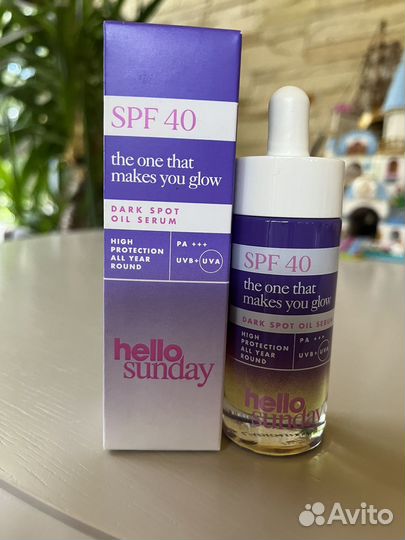 SPF 40
the one that
makes you glow
DARK SPOT
OIL SERUM
HIGH
PROTECTION
ALL YEAR
ROUND
PA +++
UVB+ UVA
hello
sunday
SPF 40
the one that
makes you glow
DARK SPOT OIL SERUM
HIGH
PROTECTION
ALL YEAR
ROUND
PA +++
UVB+ UVA
hello
sunday
Avito